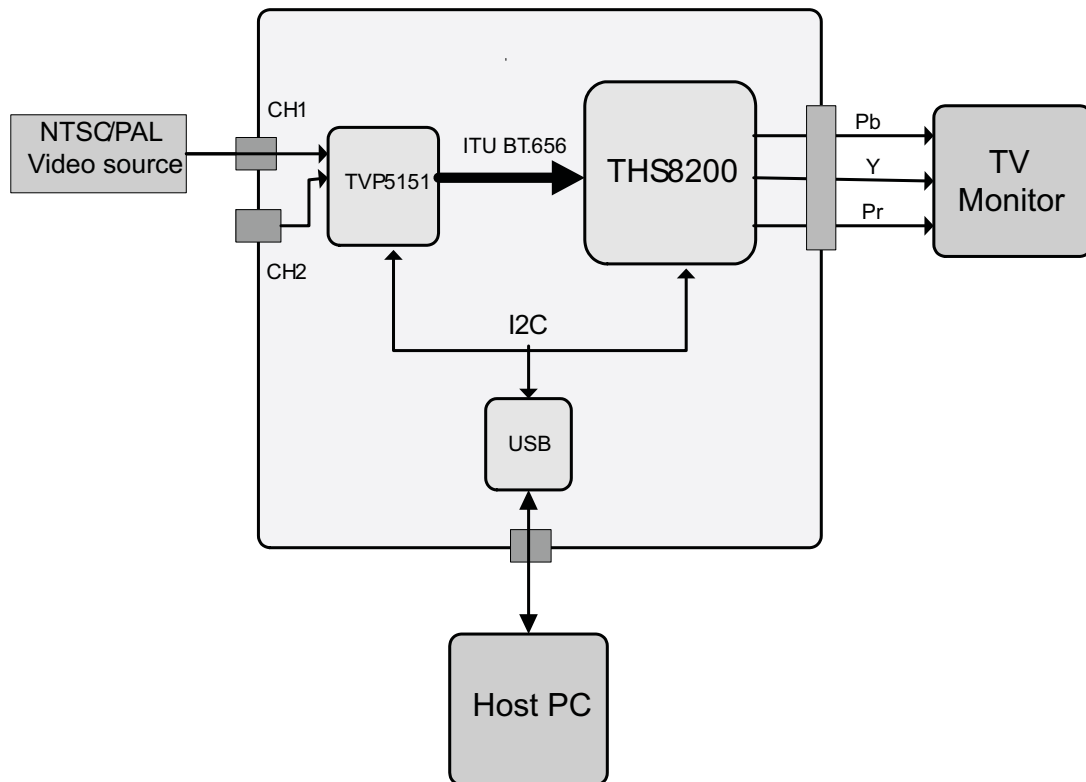 CH1
NTSC/PAL
Video source
TVP5151
ITU BT.656
THS8200
Pb
Y
Pr
TV
Monitor
CH2
I2C
USB
Host PC